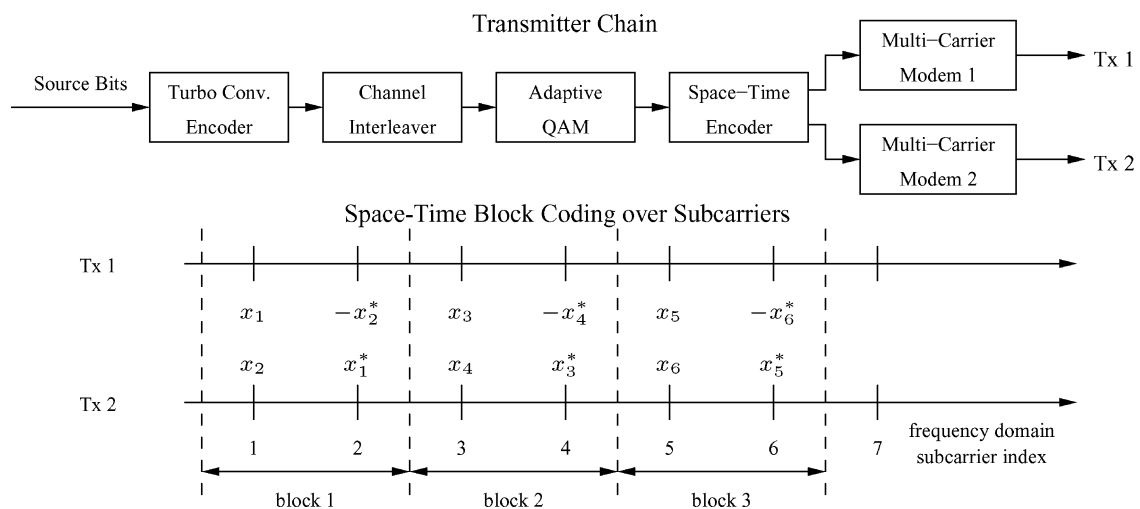 Transmitter Chain
Source Bits
Turbo Conv.
Encoder
Channel
Interleaver
Adaptive
QAM
Space−Time
Encoder
Multi−Carrier
Modem 1
Tx 1
Multi−Carrier
Modem 2
Tx 2
Space-Time Block Coding over Subcarriers
Tx 1
x₁ −x₂* x₃ −x₄* x₅ −x₆*
x₂ x₁* x₄ x₃* x₆ x₅*
Tx 2
1 2 3 4 5 6 7
frequency domain
subcarrier index
block 1 block 2 block 3